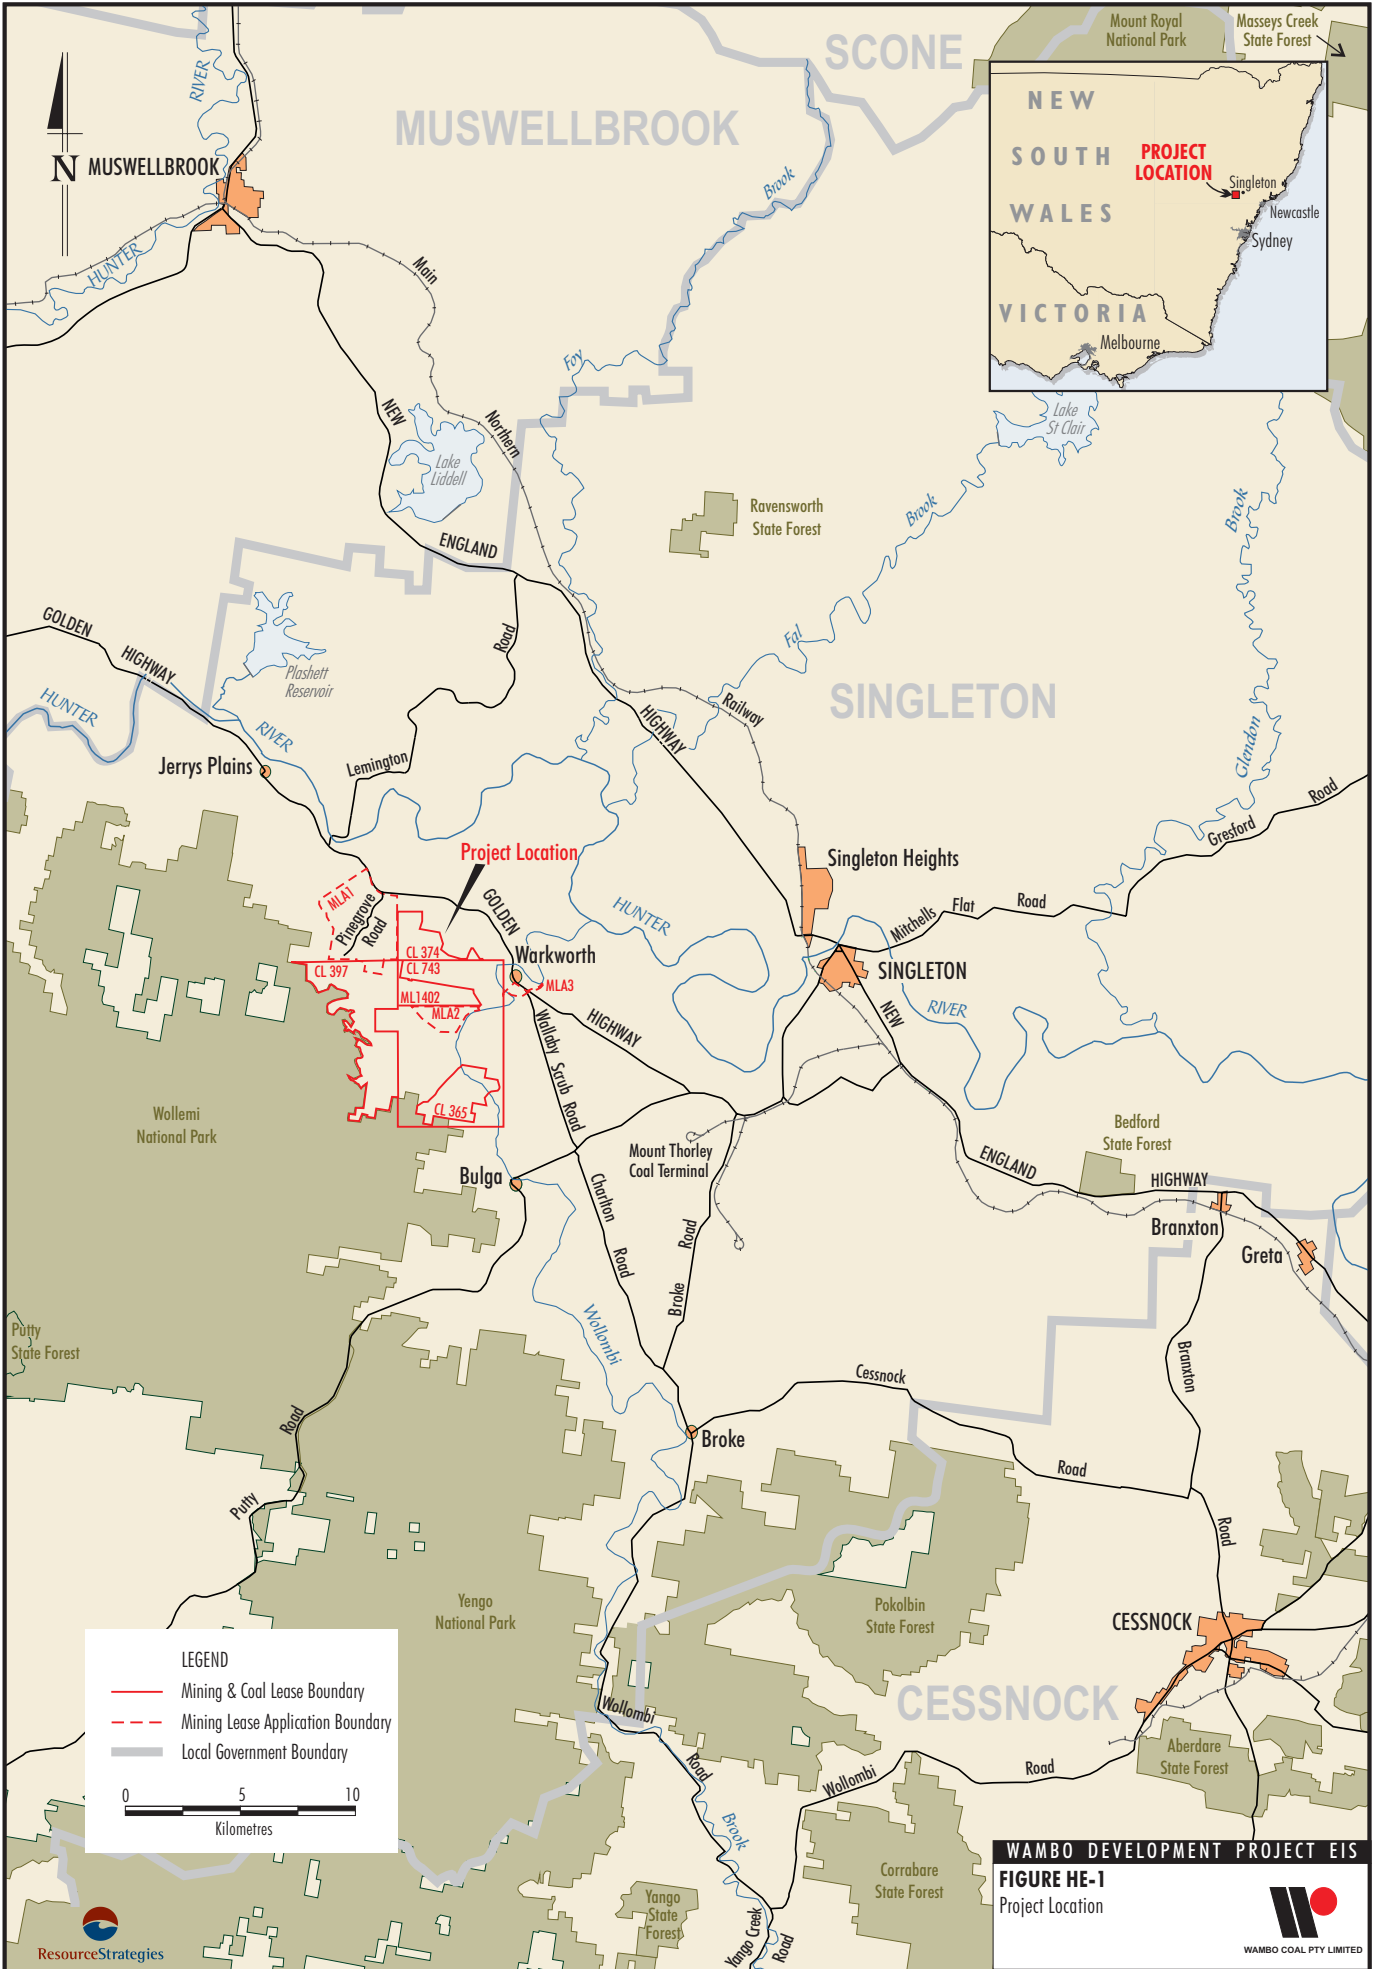 Mount Royal
National Park
Masseys Creek
State Forest
SCONE
RIVER
MUSWELLBROOK
N
MUSWELLBROOK
NEW
SOUTH
WALES
PROJECT
LOCATION
Singleton
Newcastle
Sydney
VICTORIA
Melbourne
Brook
HUNTER
Main
Foy
NEW
Northern
Lake
Liddell
Lake
St Clair
Ravensworth
State Forest
Brook
Brook
ENGLAND
GOLDEN
HIGHWAY
Road
Fal
Plashett
Reservoir
HUNTER
RIVER
SINGLETON
Railway
HIGHWAY
Glendon
Jerrys Plains
Lemington
Road
Gresford
Project Location
Singleton Heights
MLA1
Pinegrove
Road
GOLDEN
HUNTER
Mitchells
Flat
Road
CL 374
CL 397
CL 743
Warkworth
MLA3
SINGLETON
ML1402
MLA2
HIGHWAY
NEW
RIVER
Wallaby Scrub Road
CL 365
Wollemi
National Park
Bedford
State Forest
Mount Thorley
Coal Terminal
ENGLAND
HIGHWAY
Bulga
Charlton
Road
Broke
Road
Branxton
Greta
Putty
State Forest
Wollombi
Cessnock
Branxton
Road
Broke
Road
Putty
Road
Yengo
National Park
Pokolbin
State Forest
CESSNOCK
LEGEND
Mining & Coal Lease Boundary
Mining Lease Application Boundary
Local Government Boundary
0 5 10
Kilometres
Wollombi
Road
CESSNOCK
Aberdare
State Forest
Wollombi
Road
Brook
Corrabare
State Forest
Yango
State
Forest
Yango Creek
Road
ResourceStrategies
WAMBO DEVELOPMENT PROJECT EIS
FIGURE HE-1
Project Location
WAMBO COAL PTY LIMITED